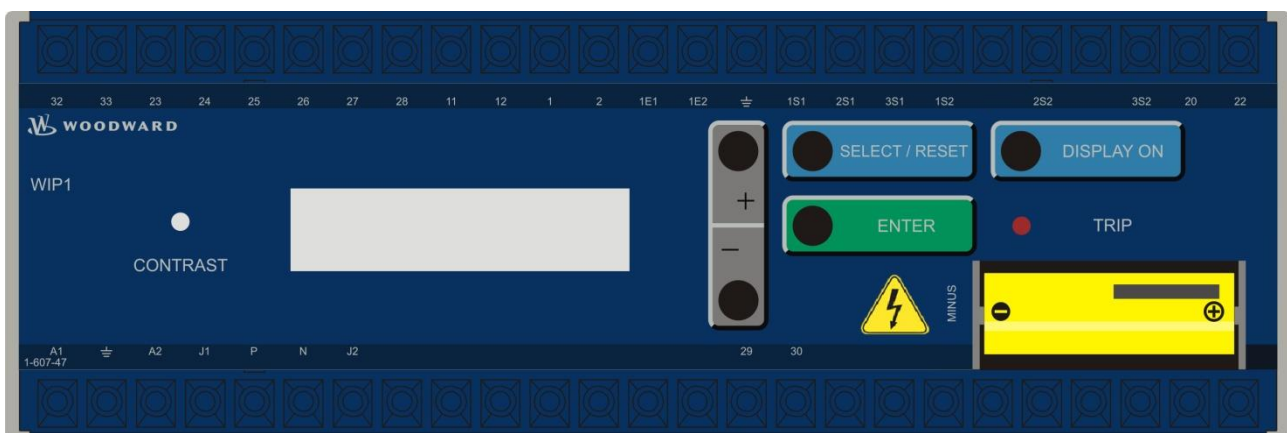 32 33 23 24 25 26 27 28 11 12 1 2 1E1 1E2 1S1 2S1 3S1 1S2 2S2 3S2 20 22
W WOODWARD
SELECT / RESET
DISPLAY ON
WIP1
+
ENTER
TRIP
−
CONTRAST
MINUS
A1 A2 J1 P N J2 29 30
1-607-47